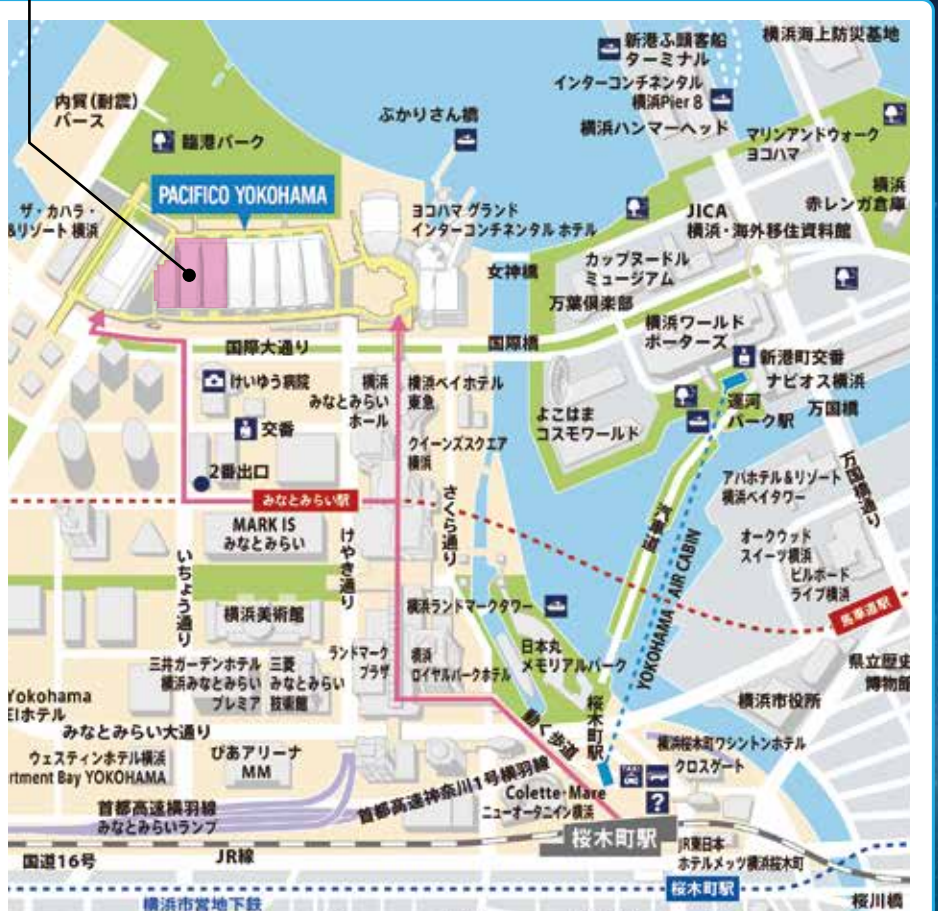 新港ふ頭客船
ターミナル
横浜海上防災基地
インターコンチネンタル
横浜Pier 8
内貿(耐震)
バース
ぷかりさん橋
横浜ハンマーヘッド
マリンアンドウォーク
ヨコハマ
臨港パーク
PACIFICO YOKOHAMA
ザ・カハラ・
&リゾート 横浜
ヨコハマ グランド
インターコンチネンタル ホテル
JICA
横浜・海外移住資料館
横浜
赤レンガ倉庫
女神橋
カップヌードル
ミュージアム
万葉倶楽部
国際大通り
国際橋
横浜ワールド
ポーターズ
新港町交番
ナビオス横浜
けいゆう病院
横浜
みなとみらい
ホール
横浜ベイホテル
東急
よこはま
コスモワールド
運河
パーク駅
万国橋
交番
クイーンズスクエア
横浜
2番出口
みなとみらい駅
さくら通り
アパホテル&リゾート
横浜ベイタワー
万国橋通り
MARK IS
みなとみらい
けやき通り
いちょう通り
汽車道
YOKOHAMA AIR CABIN
オークウッド
スイーツ横浜
ビルボード
ライブ横浜
馬車道駅
横浜美術館
横浜ランドマークタワー
日本丸
メモリアルパーク
三井ガーデンホテル
横浜みなとみらい
プレミア
三菱
みなとみらい
技術館
ランドマーク
プラザ
横浜
ロイヤルパークホテル
県立歴史
博物館
横浜市役所
Yokohama
EIホテル
みなとみらい大通り
動く歩道
桜木町駅
横浜桜木町ワシントンホテル
クロスゲート
TAXI
ウェスティンホテル横浜
rtment Bay YOKOHAMA
ぴあアリーナ
MM
首都高速神奈川1号横羽線
Colette・Mare
ニューオータニイン横浜
?
首都高速横羽線
みなとみらいランプ
桜木町駅
JR東日本
ホテルメッツ横浜桜木町
国道16号
JR線
桜木町駅
横浜市営地下鉄
桜川橋